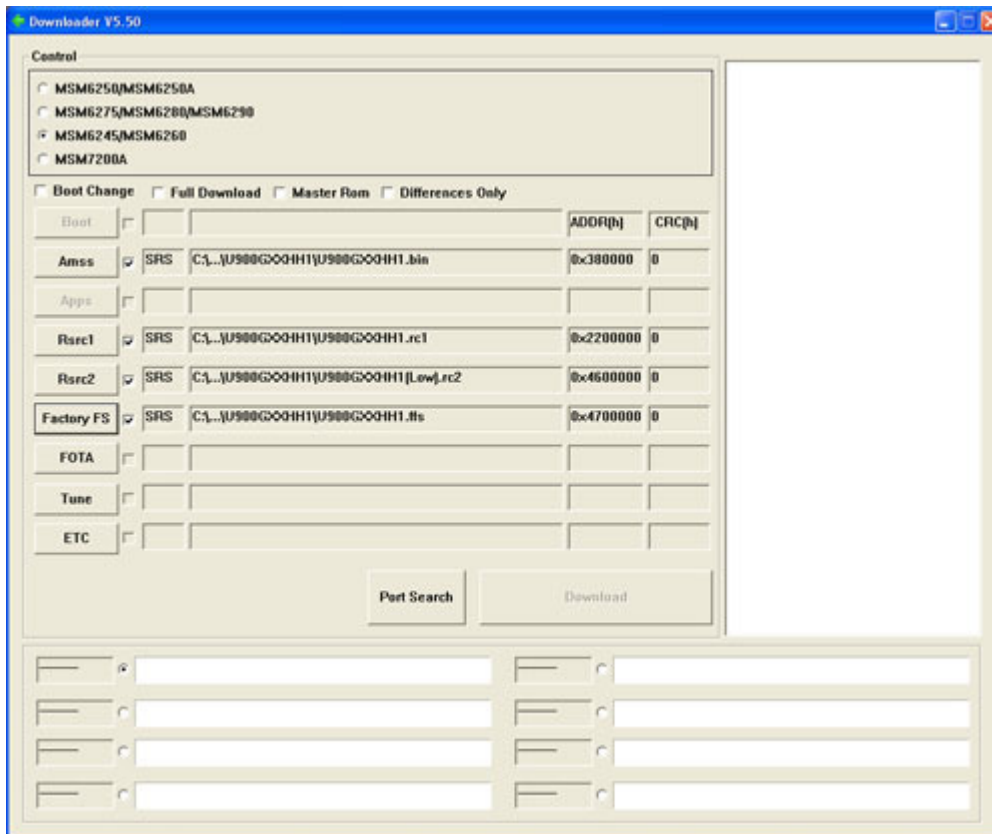 Downloader V5.50
Control
MSM6250/MSM6250A
MSM6275/MSM6280/MSM6290
MSM6245/MSM6260
MSM7200A
Boot Change Full Download Master Rom Differences Only
Boot ADDR(h) CRC(h)
Amss SRS C:\...\U900GXXHH1\U900GXXHH1.bin 0x380000 0
Apps
Rsrc1 SRS C:\...\U900GXXHH1\U900GXXHH1.rc1 0x2200000 0
Rsrc2 SRS C:\...\U900GXXHH1\U900GXXHH1(Low).rc2 0x4600000 0
Factory FS SRS C:\...\U900GXXHH1\U900GXXHH1.ffs 0x4700000 0
FOTA
Tune
ETC
Port Search Download